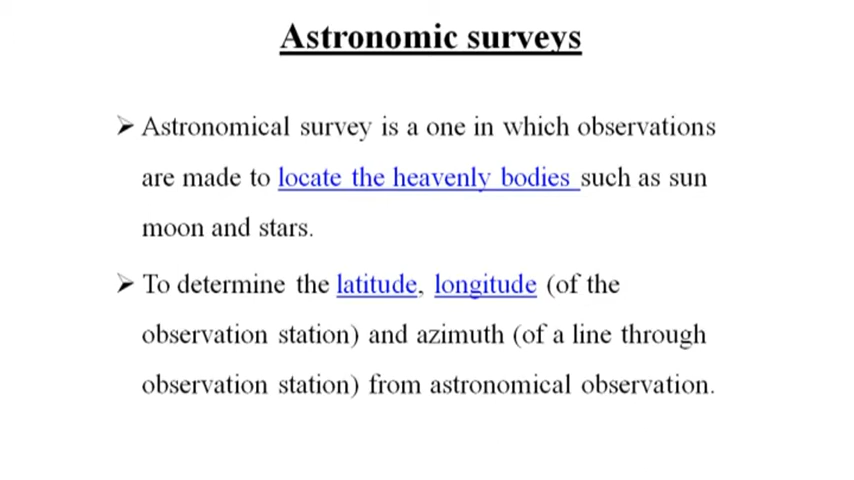 Astronomic surveys
➢ Astronomical survey is a one in which observations
are made to locate the heavenly bodies such as sun
moon and stars.
➢ To determine the latitude, longitude (of the
observation station) and azimuth (of a line through
observation station) from astronomical observation.